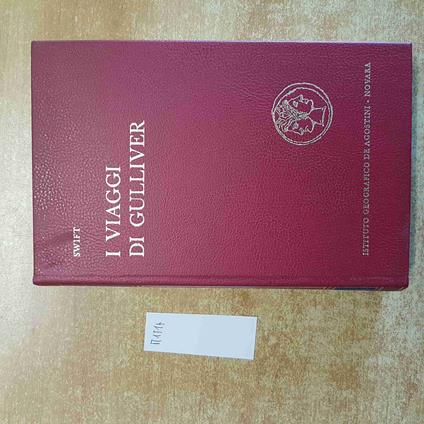 SWIFT
I VIAGGI
DI GULLIVER
ISTITUTO GEOGRAFICO DE AGOSTINI - NOVARA